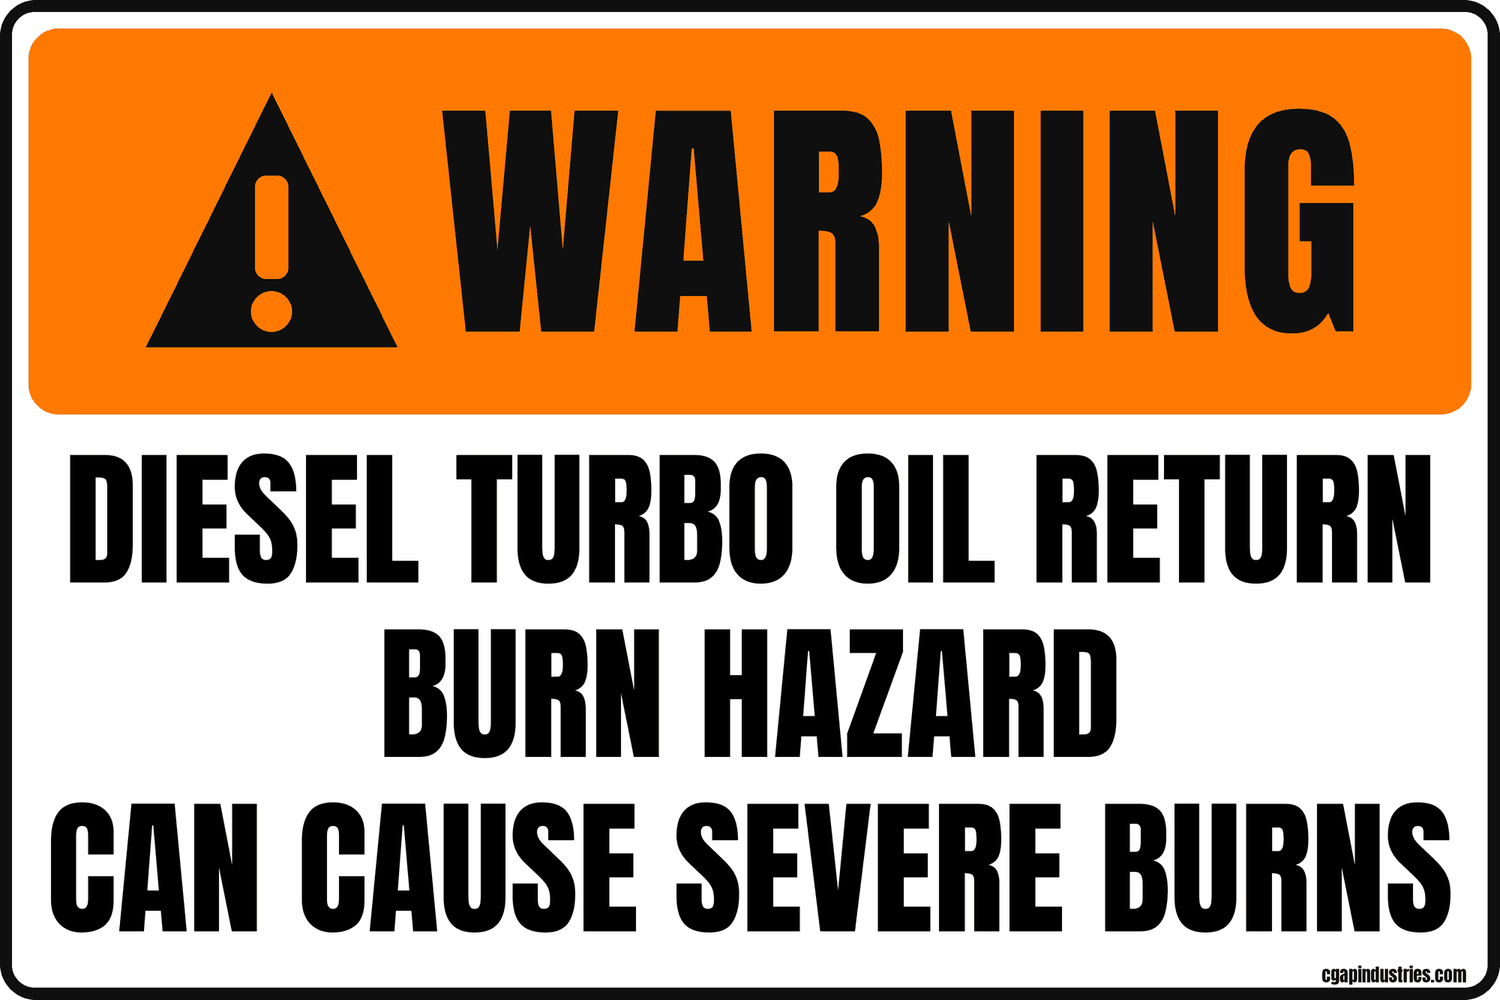 WARNING
DIESEL TURBO OIL RETURN
BURN HAZARD
CAN CAUSE SEVERE BURNS
cgapindustries.com